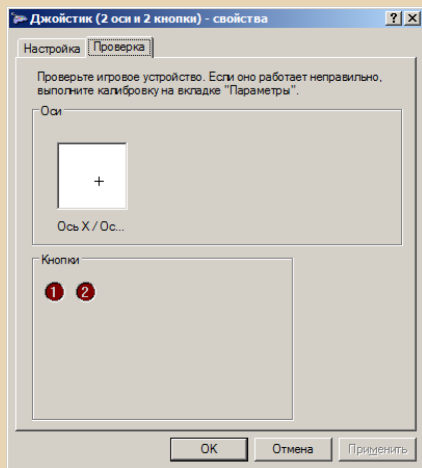 Джойстик (2 оси и 2 кнопки) - свойства
Настройка Проверка
Проверьте игровое устройство. Если оно работает неправильно,
выполните калибровку на вкладке "Параметры".
Оси
Ось X / Ос...
Кнопки
1 2
OK Отмена Применить